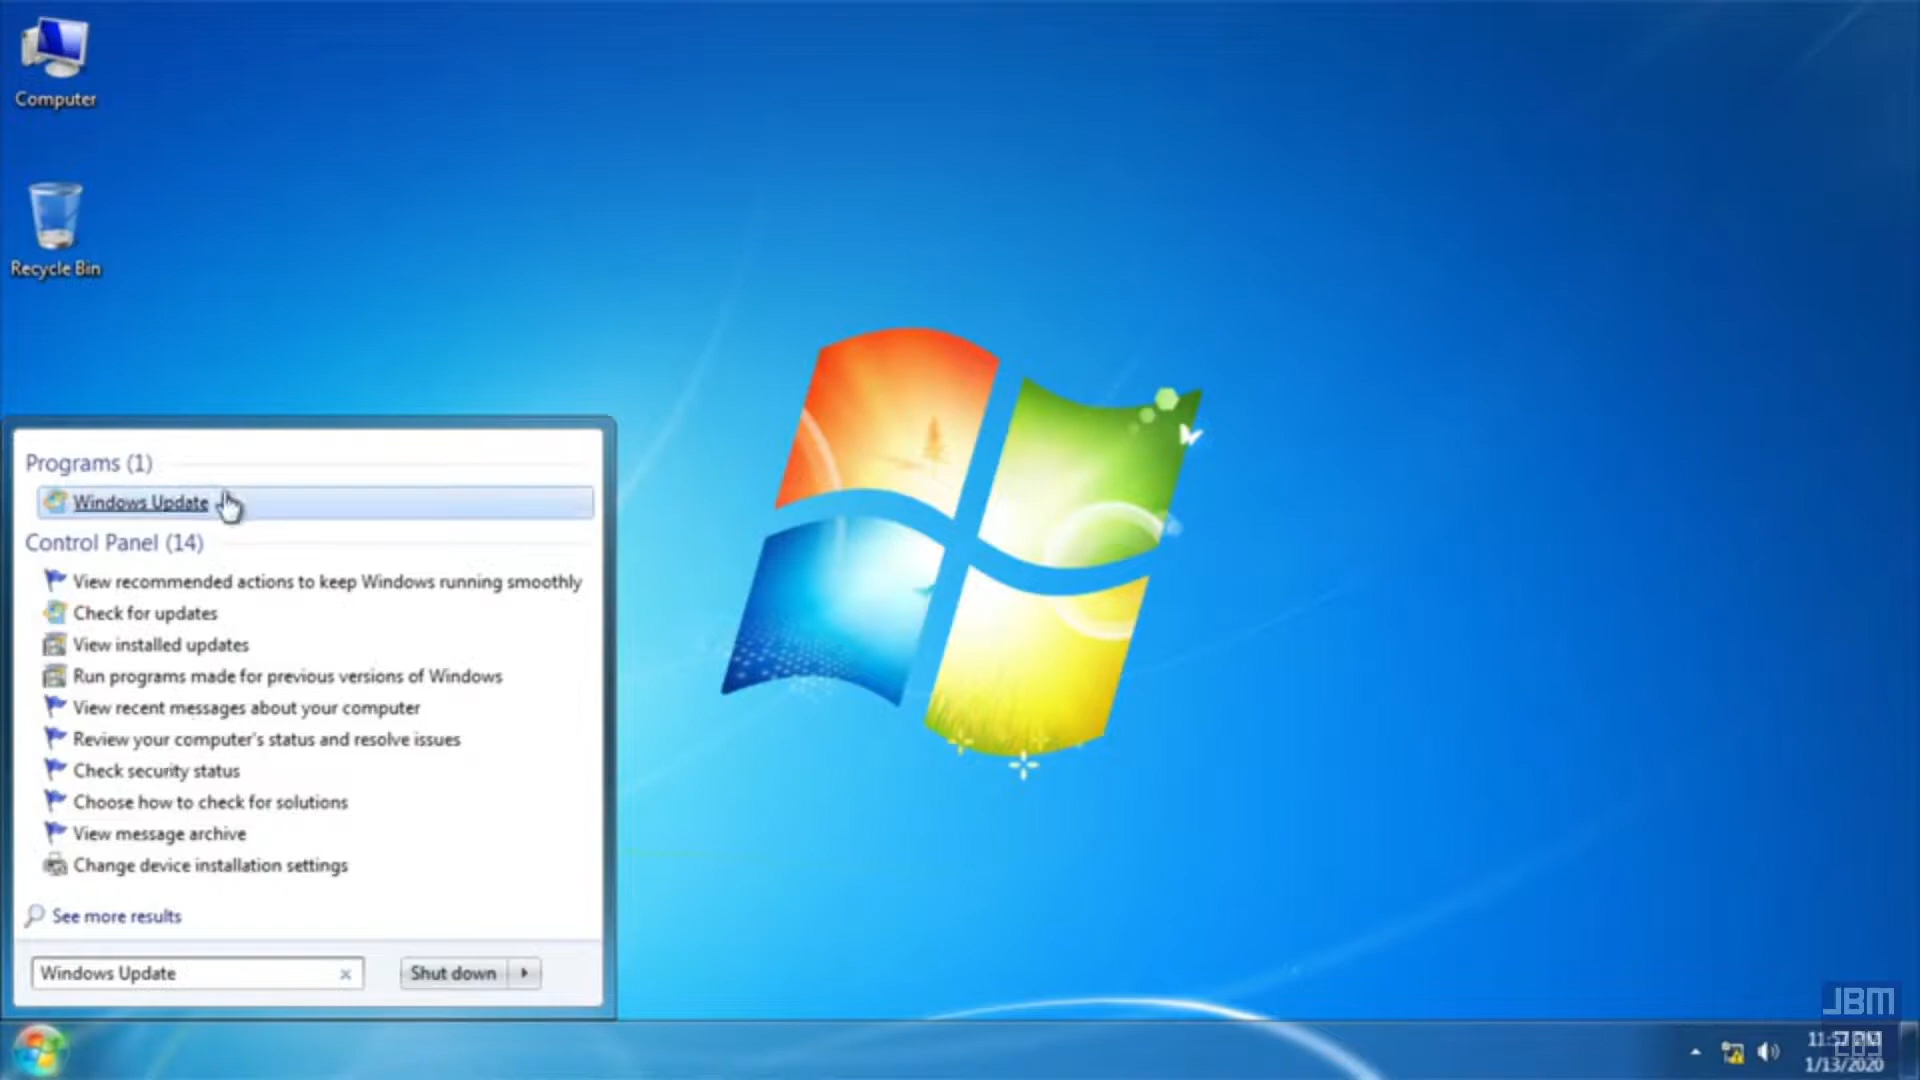 Computer
Recycle Bin
Programs (1)
Windows Update
Control Panel (14)
View recommended actions to keep Windows running smoothly
Check for updates
View installed updates
Run programs made for previous versions of Windows
View recent messages about your computer
Review your computer's status and resolve issues
Check security status
Choose how to check for solutions
View message archive
Change device installation settings
See more results
Windows Update
Shut down
JBM
11:57 PM
1/13/2020